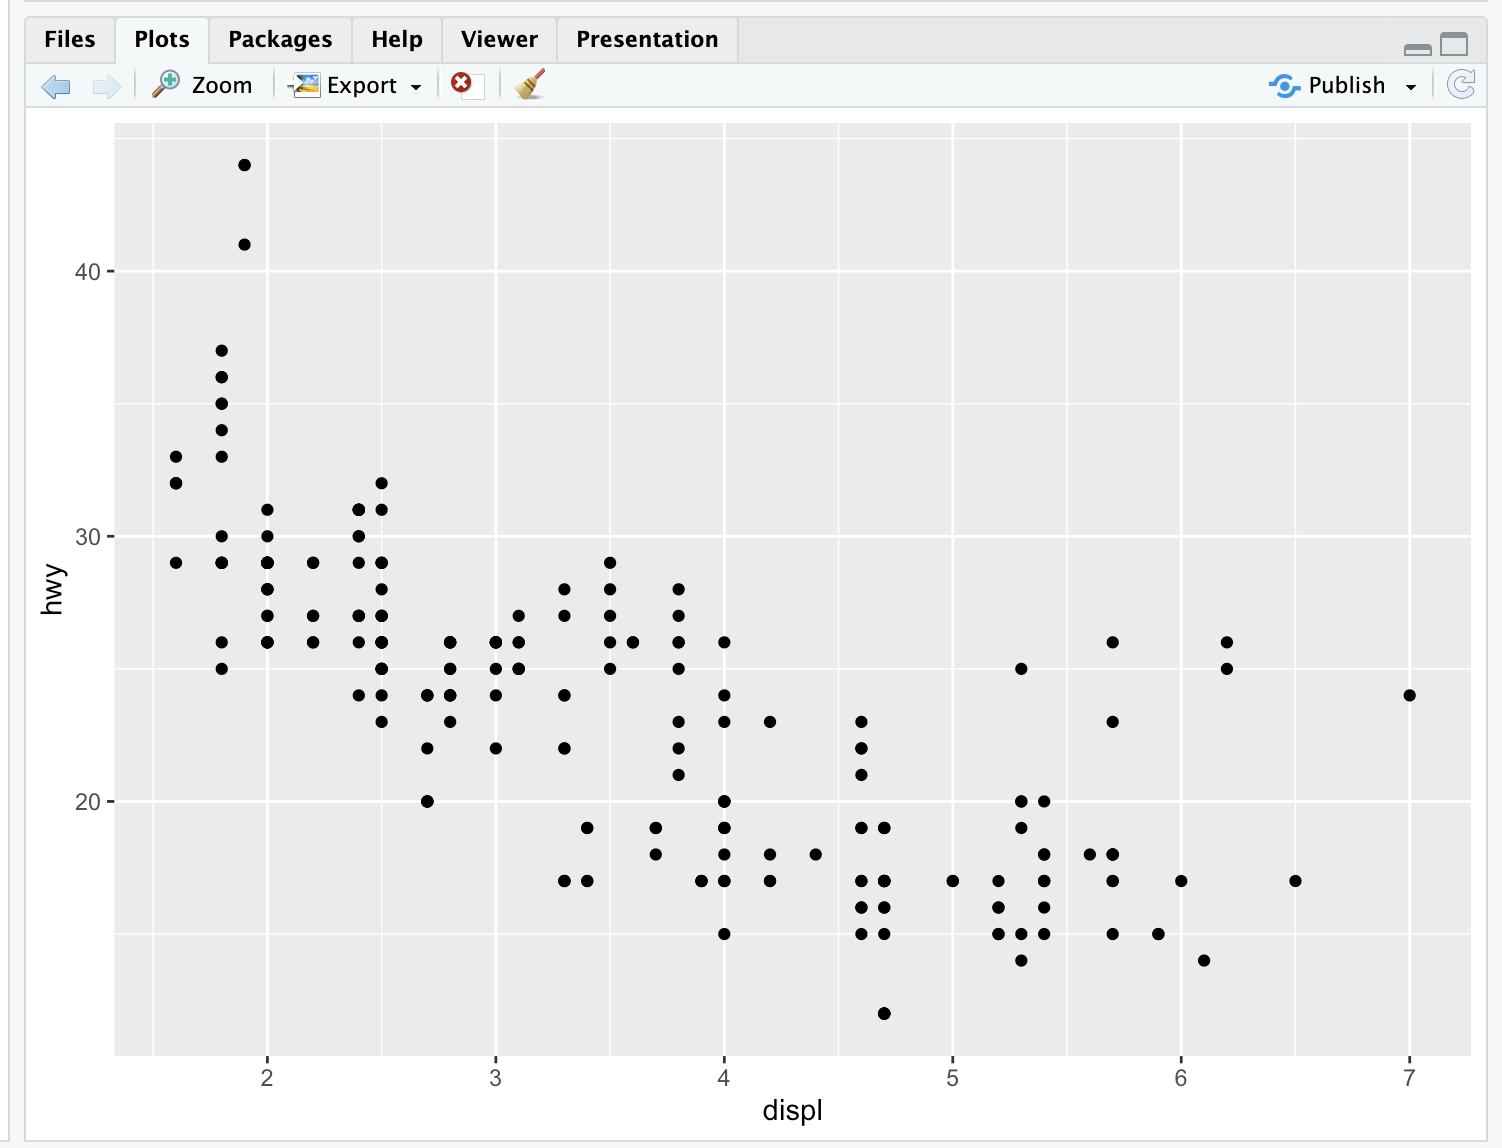 Files Plots Packages Help Viewer Presentation
Zoom Export Publish
40
30
20
hwy
2 3 4 5 6 7
displ